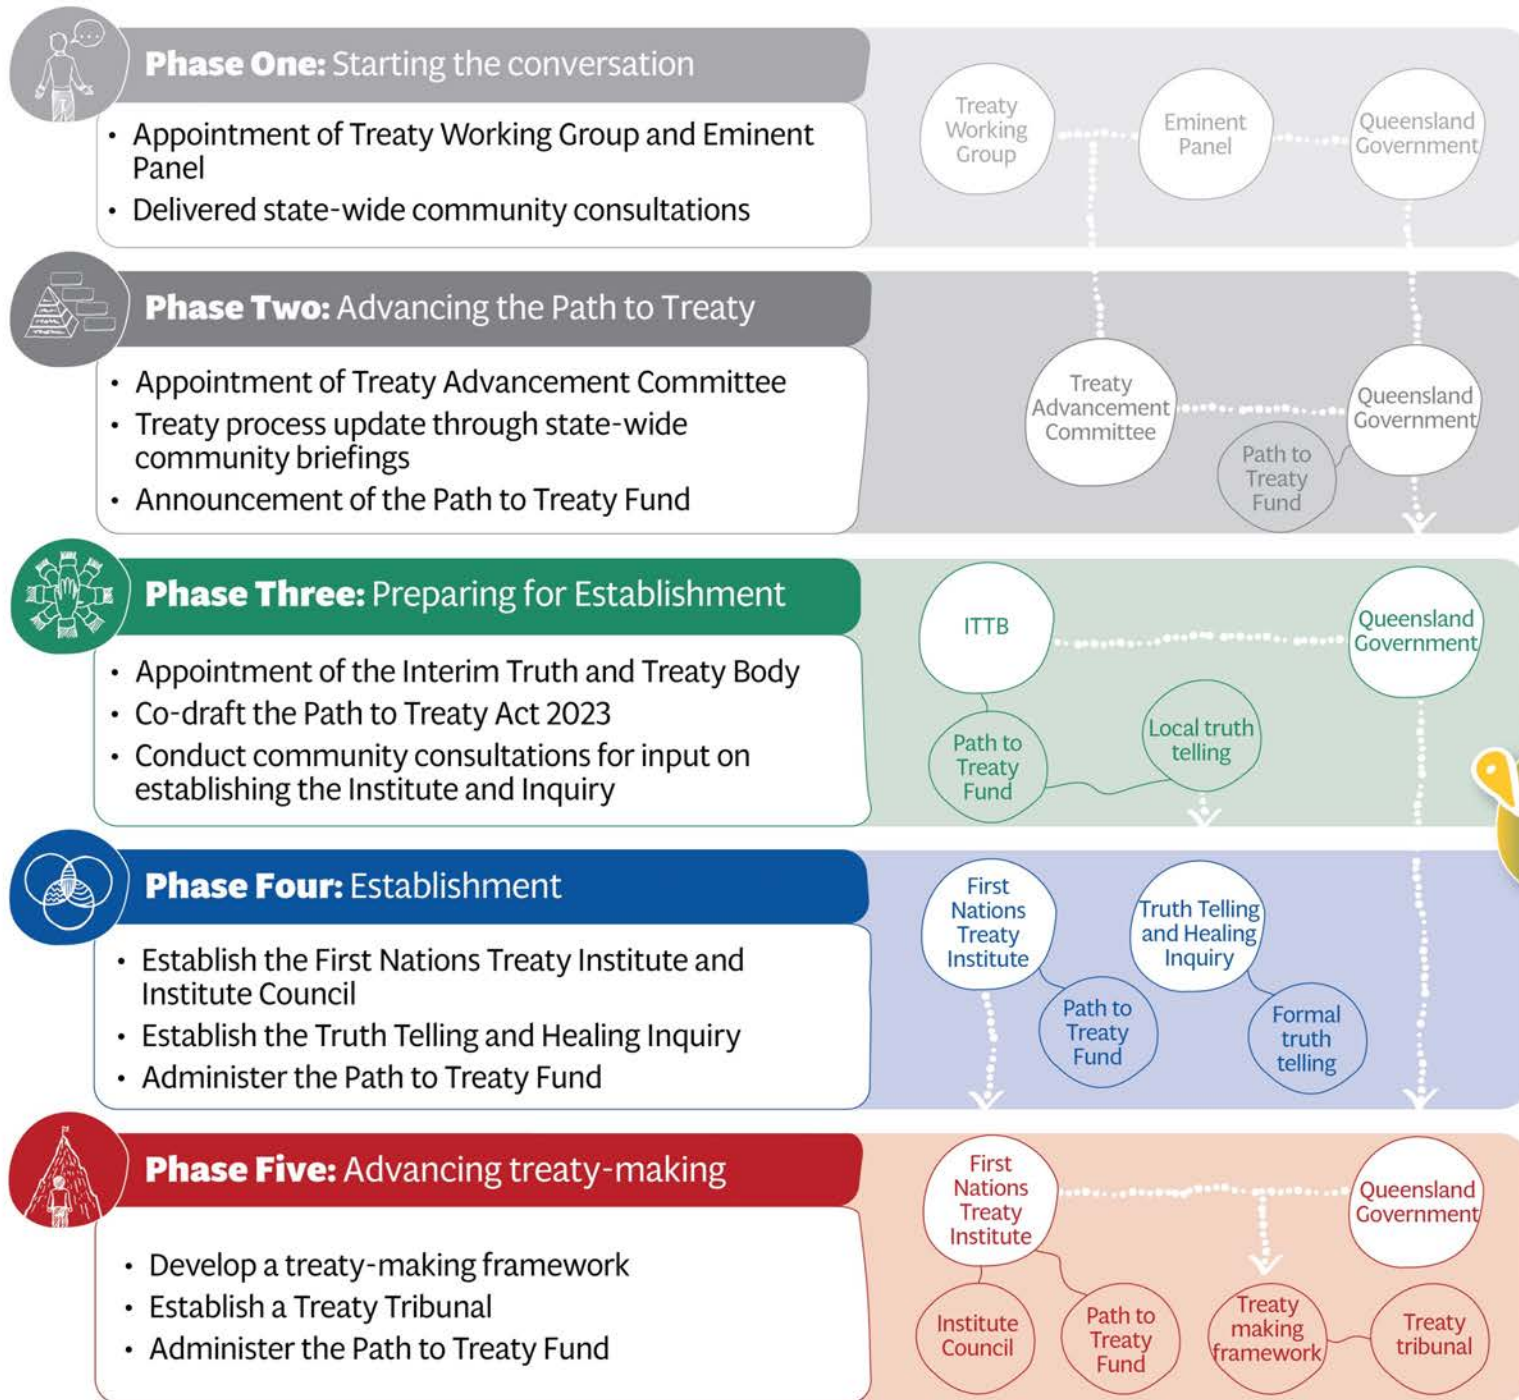 Phase One: Starting the conversation
• Appointment of Treaty Working Group and Eminent
Panel
• Delivered state-wide community consultations
Treaty
Working
Group
Eminent
Panel
Queensland
Government
Phase Two: Advancing the Path to Treaty
• Appointment of Treaty Advancement Committee
• Treaty process update through state-wide
community briefings
• Announcement of the Path to Treaty Fund
Treaty
Advancement
Committee
Queensland
Government
Path to
Treaty
Fund
Phase Three: Preparing for Establishment
• Appointment of the Interim Truth and Treaty Body
• Co-draft the Path to Treaty Act 2023
• Conduct community consultations for input on
establishing the Institute and Inquiry
ITTB
Queensland
Government
Path to
Treaty
Fund
Local truth
telling
Phase Four: Establishment
• Establish the First Nations Treaty Institute and
Institute Council
• Establish the Truth Telling and Healing Inquiry
• Administer the Path to Treaty Fund
First
Nations
Treaty
Institute
Truth Telling
and Healing
Inquiry
Path to
Treaty
Fund
Formal
truth
telling
Phase Five: Advancing treaty-making
• Develop a treaty-making framework
• Establish a Treaty Tribunal
• Administer the Path to Treaty Fund
First
Nations
Treaty
Institute
Queensland
Government
Institute
Council
Path to
Treaty
Fund
Treaty
making
framework
Treaty
tribunal